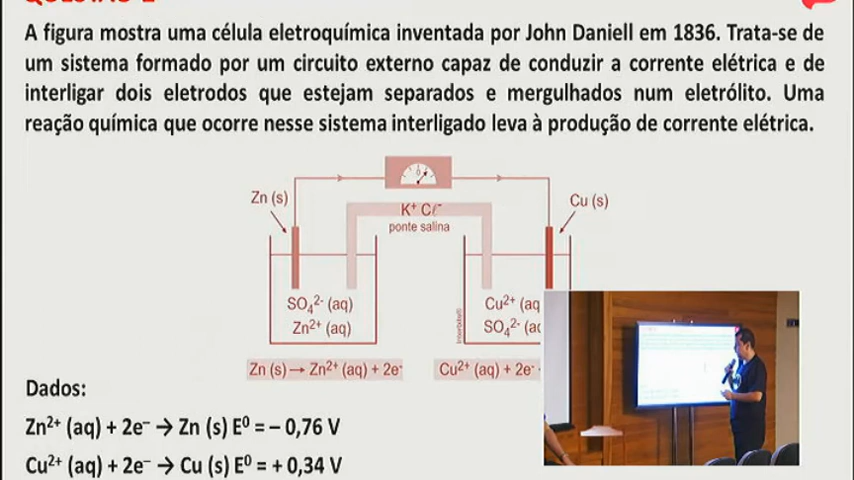 A figura mostra uma célula eletroquímica inventada por John Daniell em 1836. Trata-se de
um sistema formado por um circuito externo capaz de conduzir a corrente elétrica e de
interligar dois eletrodos que estejam separados e mergulhados num eletrólito. Uma
reação química que ocorre nesse sistema interligado leva à produção de corrente elétrica.
Zn (s)
Cu (s)
K⁺ Cℓ⁻
ponte salina
SO₄²⁻ (aq)
Zn²⁺ (aq)
Cu²⁺ (aq
SO₄²⁻ (aq
Zn (s) → Zn²⁺ (aq) + 2e⁻
Cu²⁺ (aq) + 2e⁻
Dados:
Zn²⁺ (aq) + 2e⁻ → Zn (s) E⁰ = – 0,76 V
Cu²⁺ (aq) + 2e⁻ → Cu (s) E⁰ = + 0,34 V